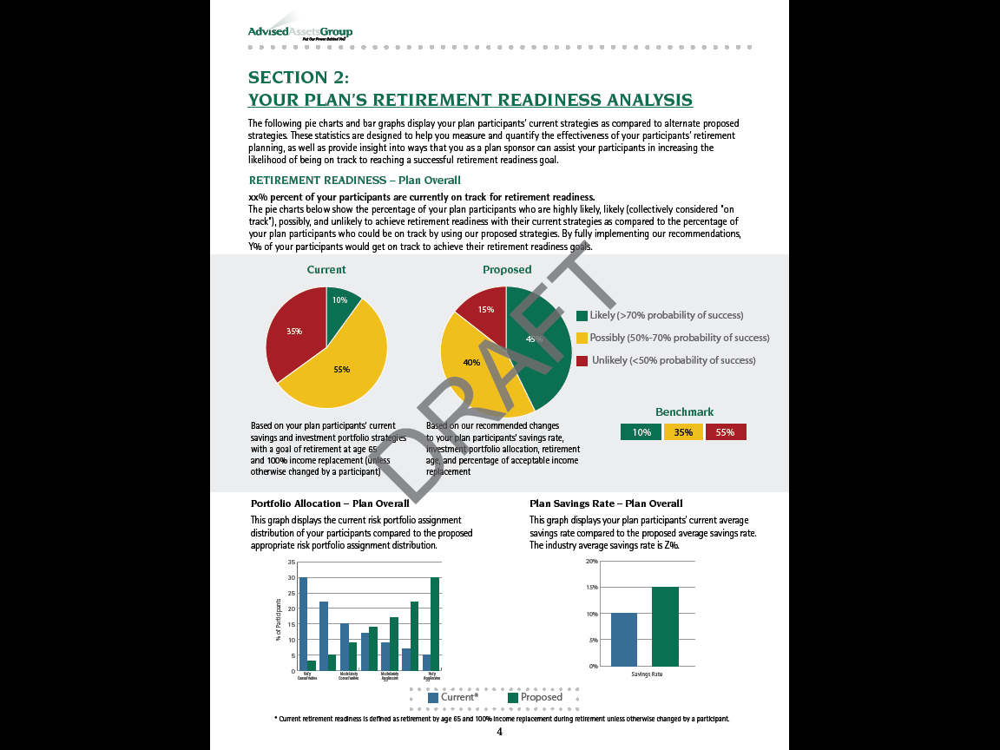 AdvisedAssetsGroup
Put Our Power Behind You!
SECTION 2:
YOUR PLAN'S RETIREMENT READINESS ANALYSIS
The following pie charts and bar graphs display your plan participants' current strategies as compared to alternate proposed
strategies. These statistics are designed to help you measure and quantify the effectiveness of your participants' retirement
planning, as well as provide insight into ways that you as a plan sponsor can assist your participants in increasing the
likelihood of being on track to reaching a successful retirement readiness goal.
RETIREMENT READINESS – Plan Overall
xx% percent of your participants are currently on track for retirement readiness.
The pie charts below show the percentage of your plan participants who are highly likely, likely (collectively considered "on
track"), possibly, and unlikely to achieve retirement readiness with their current strategies as compared to the percentage of
your plan participants who could be on track by using our proposed strategies. By fully implementing our recommendations,
Y% of your participants would get on track to achieve their retirement readiness goals.
Current
10%
35%
55%
Proposed
15%
45%
40%
Likely (>70% probability of success)
Possibly (50%-70% probability of success)
Unlikely (<50% probability of success)
Benchmark
10% 35% 55%
DRAFT
Based on your plan participants' current
savings and investment portfolio strategies
with a goal of retirement at age 65
and 100% income replacement (unless
otherwise changed by a participant)
Based on our recommended changes
to your plan participants' savings rate,
investment portfolio allocation, retirement
age, and percentage of acceptable income
replacement
Portfolio Allocation – Plan Overall
This graph displays the current risk portfolio assignment
distribution of your participants compared to the proposed
appropriate risk portfolio assignment distribution.
35
30
25
20
15
10
5
0
% of Participants
Very Conservative
Moderately Conservative
Moderately Aggressive
Very Aggressive
Plan Savings Rate – Plan Overall
This graph displays your plan participants' current average
savings rate compared to the proposed average savings rate.
The industry average savings rate is Z%.
20%
15%
10%
5%
0%
Savings Rate
Current*
Proposed
* Current retirement readiness is defined as retirement by age 65 and 100% income replacement during retirement unless otherwise changed by a participant.
4